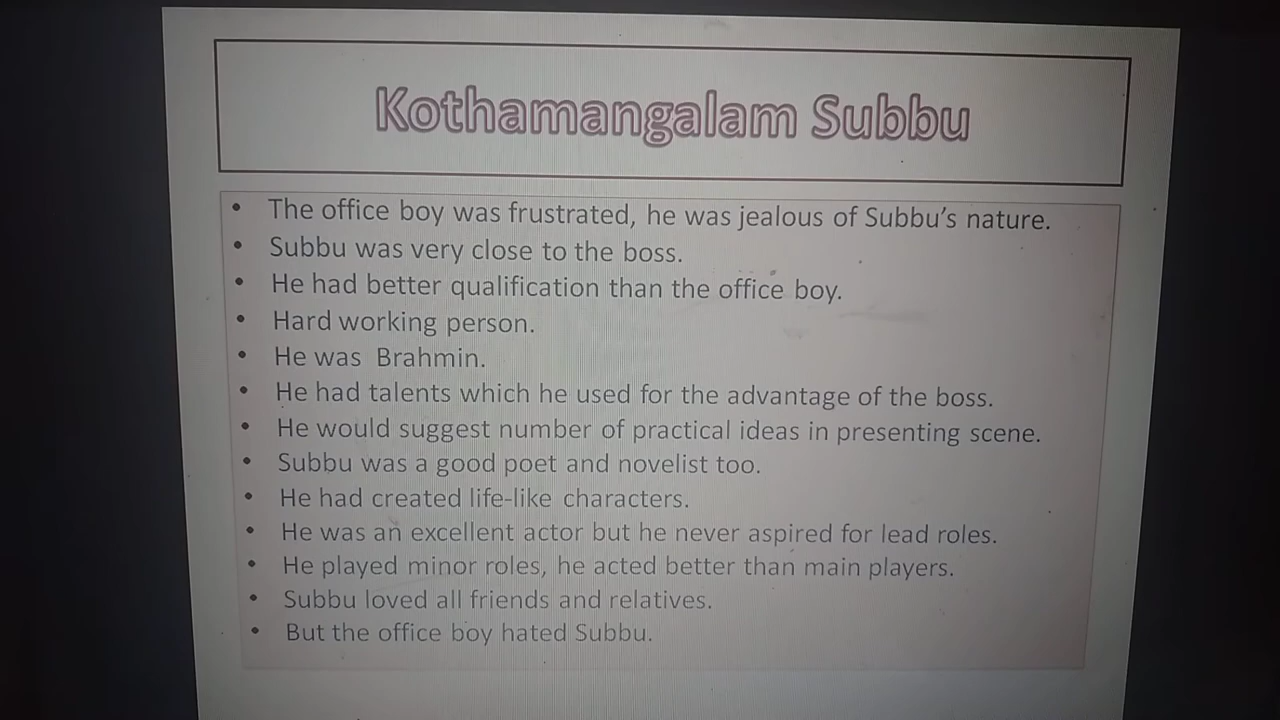 Kothamangalam Subbu
• The office boy was frustrated, he was jealous of Subbu's nature.
• Subbu was very close to the boss.
• He had better qualification than the office boy.
• Hard working person.
• He was Brahmin.
• He had talents which he used for the advantage of the boss.
• He would suggest number of practical ideas in presenting scene.
• Subbu was a good poet and novelist too.
• He had created life-like characters.
• He was an excellent actor but he never aspired for lead roles.
• He played minor roles, he acted better than main players.
• Subbu loved all friends and relatives.
• But the office boy hated Subbu.